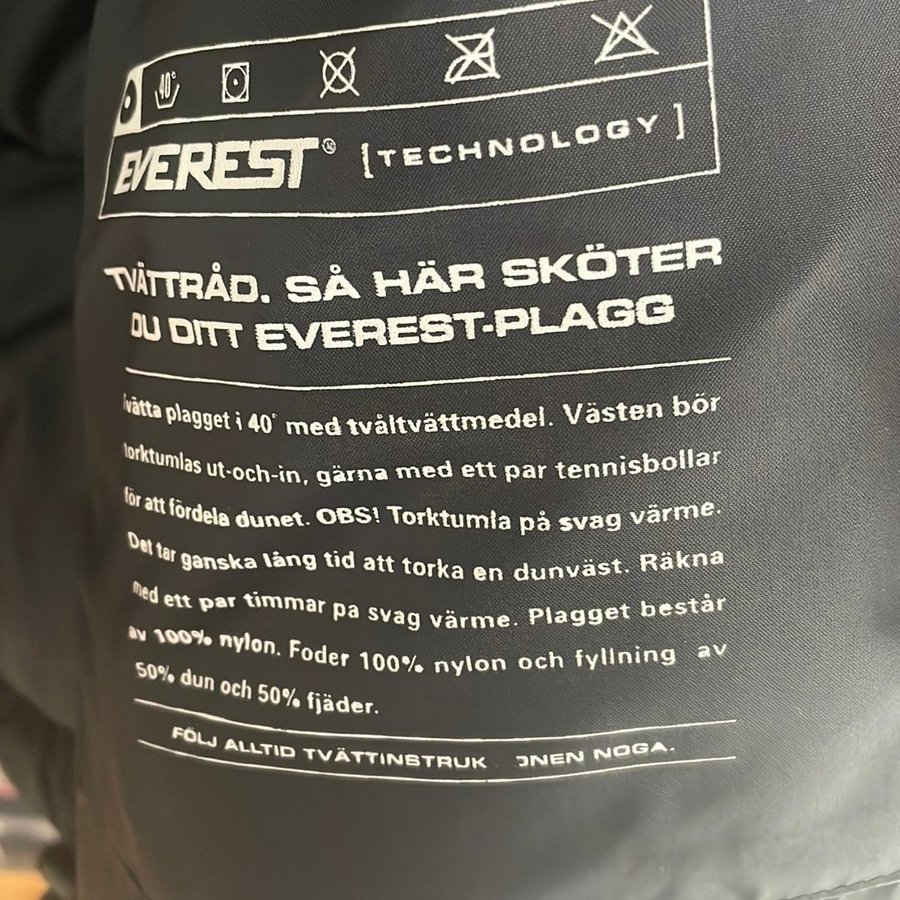 40°
EVEREST® [TECHNOLOGY]
TVÄTTRÅD. SÅ HÄR SKÖTER
DU DITT EVEREST-PLAGG
Tvätta plagget i 40° med tvåltvättmedel. Västen bör
torktumlas ut-och-in, gärna med ett par tennisbollar
för att fördela dunet. OBS! Torktumla på svag värme.
Det tar ganska lång tid att torka en dunväst. Räkna
med ett par timmar pa svag värme. Plagget består
av 100% nylon. Foder 100% nylon och fyllning av
50% dun och 50% fjäder.
FÖLJ ALLTID TVÄTTINSTRUK ONEN NOGA.